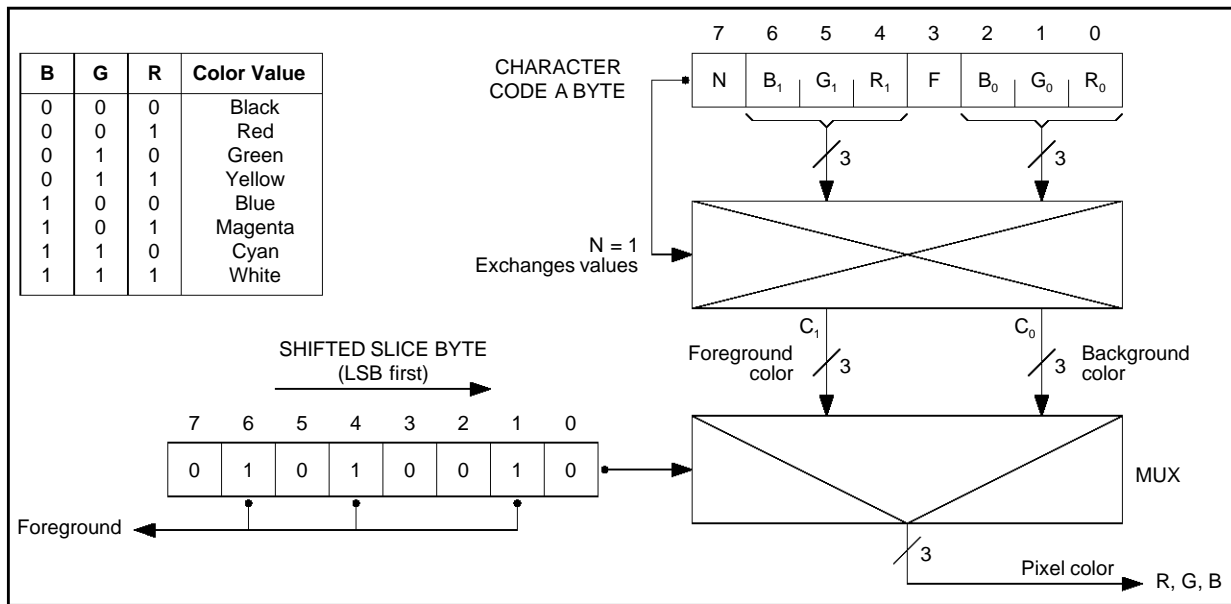 B G R Color Value
0 0 0 Black
0 0 1 Red
0 1 0 Green
0 1 1 Yellow
1 0 0 Blue
1 0 1 Magenta
1 1 0 Cyan
1 1 1 White
7 6 5 4 3 2 1 0
CHARACTER
CODE A BYTE
N B1 G1 R1 F B0 G0 R0
3 3
N = 1
Exchanges values
C1 C0
Foreground
color
3
Background
color
3
SHIFTED SLICE BYTE
(LSB first)
7 6 5 4 3 2 1 0
0 1 0 1 0 0 1 0
MUX
Foreground
3
Pixel color
R, G, B